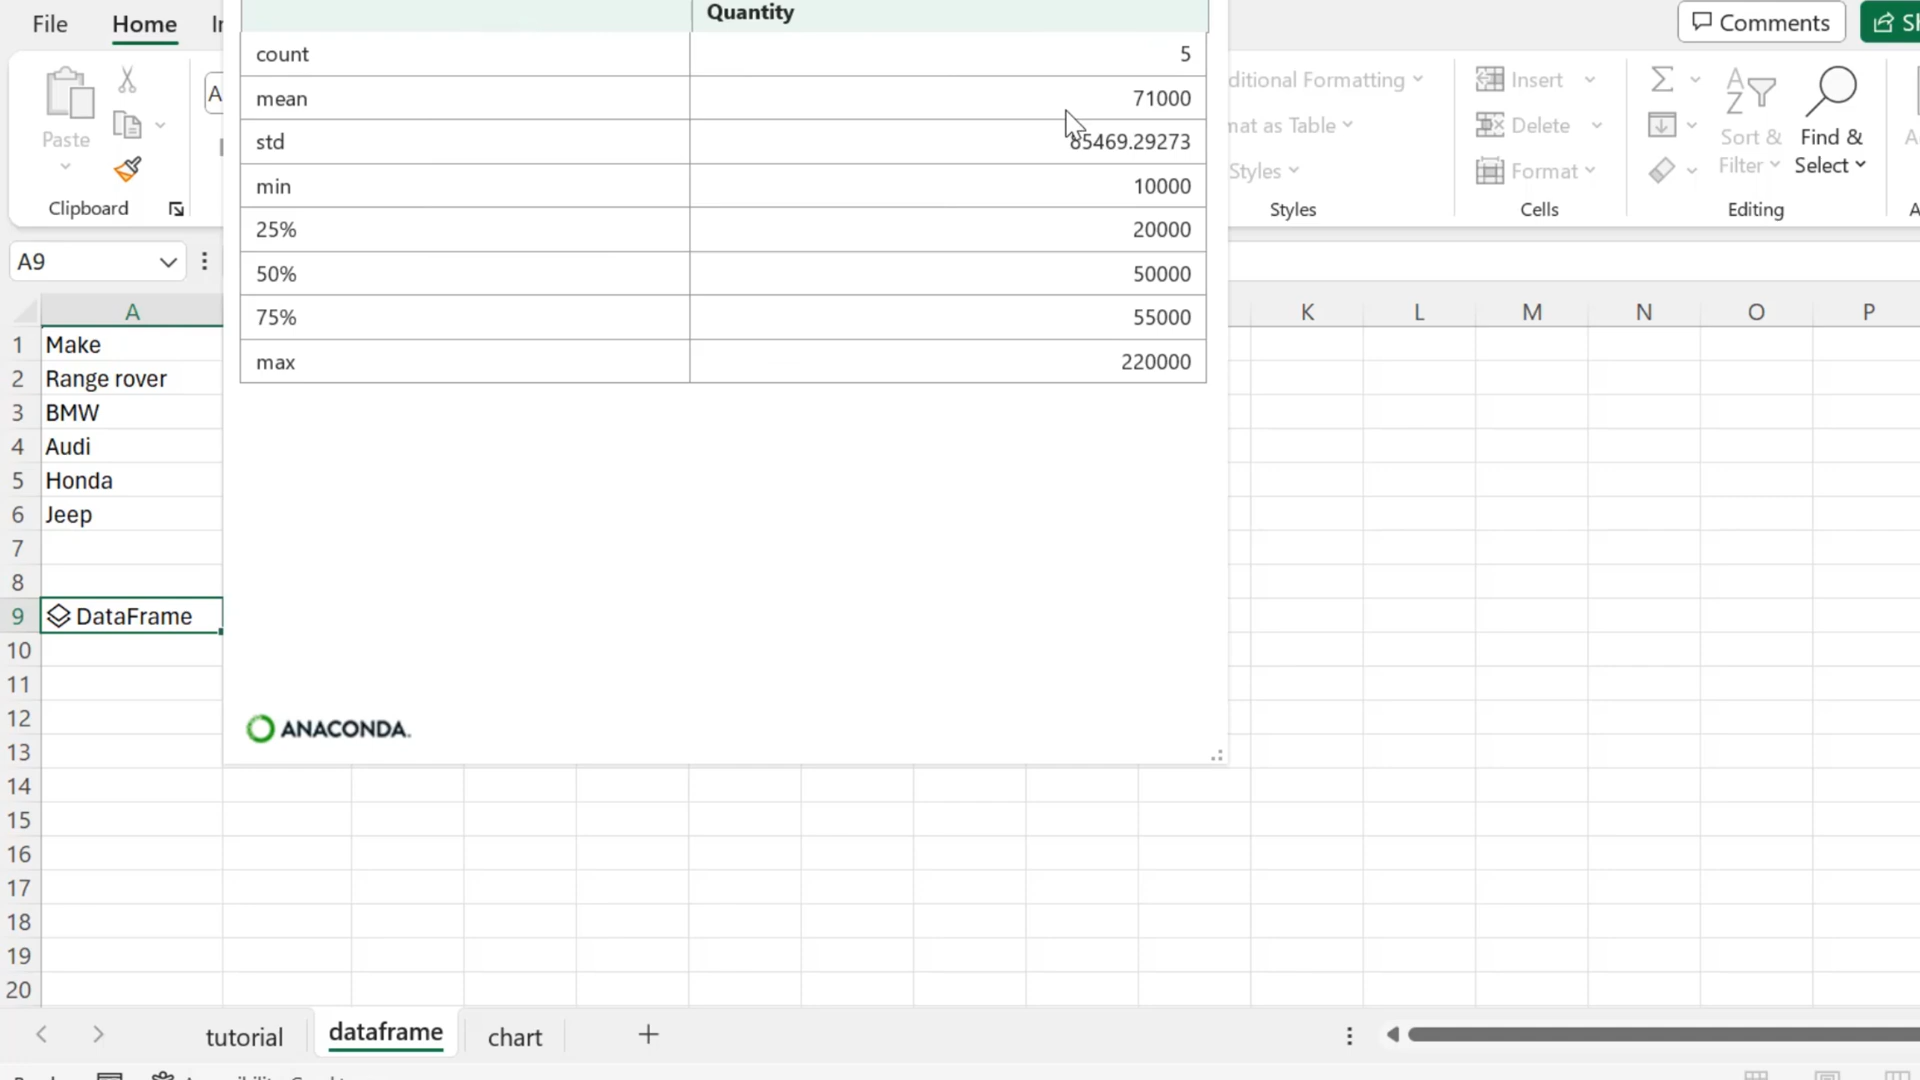 File Home
Quantity
Comments
count 5
mean 71000
std 85469.29273
min 10000
25% 20000
50% 50000
75% 55000
max 220000
Paste
Clipboard
Formatting
as Table
Styles
Styles
Insert
Delete
Format
Cells
Sort &
Filter
Find &
Select
Editing
A9
A K L M N O P
1 Make
2 Range rover
3 BMW
4 Audi
5 Honda
6 Jeep
7
8
9 DataFrame
10
11
12
13
14
15
16
17
18
19
20
ANACONDA.
tutorial dataframe chart